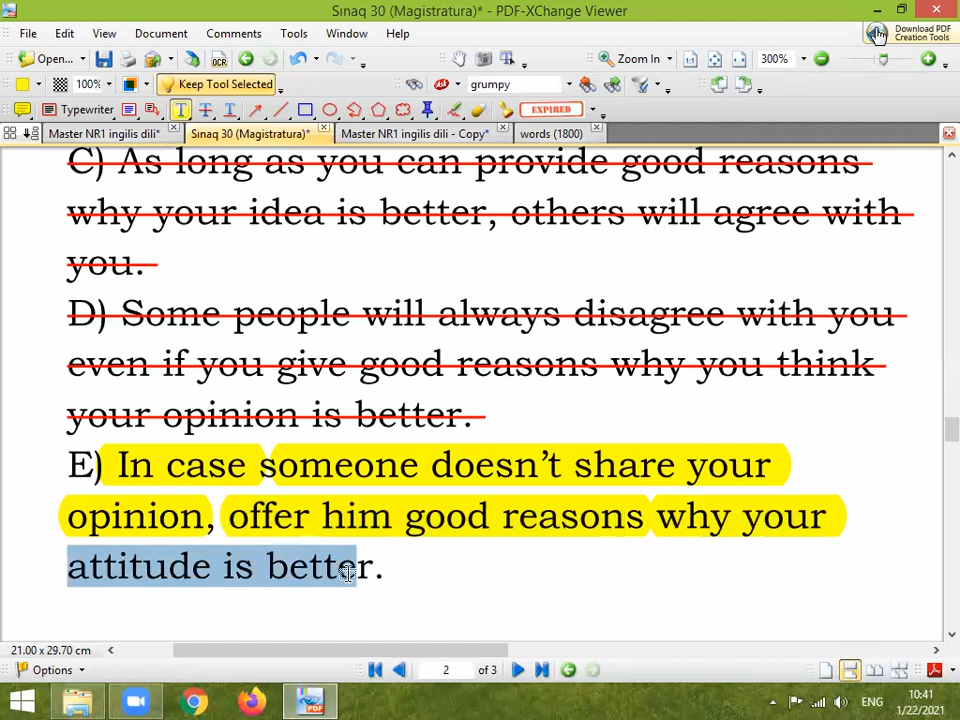 Sınaq 30 (Magistratura)* - PDF-XChange Viewer
File Edit View Document Comments Tools Window Help
Download PDF
Creation Tools
Open... OCR Zoom In 300%
100% Keep Tool Selected grumpy
Typewriter EXPIRED
Master NR1 ingilis dili* Sınaq 30 (Magistratura)* Master NR1 ingilis dili - Copy* words (1800)
C) As long as you can provide good reasons
why your idea is better, others will agree with
you.
D) Some people will always disagree with you
even if you give good reasons why you think
your opinion is better.
E) In case someone doesn't share your
opinion, offer him good reasons why your
attitude is better.
21.00 x 29.70 cm
Options 2 of 3
ENG
10:41
1/22/2021